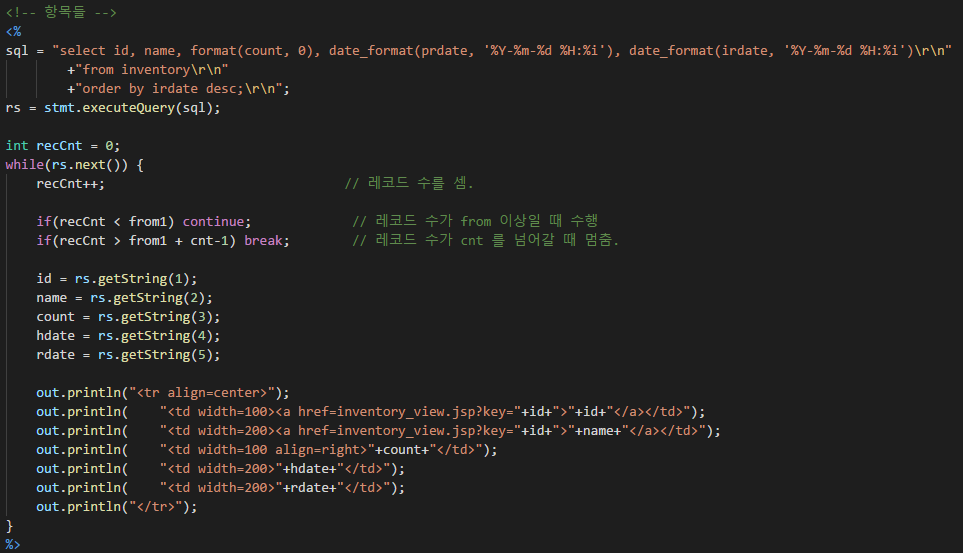 <!-- 항목들 -->
<%
sql = "select id, name, format(count, 0), date_format(prdate, '%Y-%m-%d %H:%i'), date_format(irdate, '%Y-%m-%d %H:%i')\r\n"
        +"from inventory\r\n"
        +"order by irdate desc;\r\n";
rs = stmt.executeQuery(sql);

int recCnt = 0;
while(rs.next()) {
    recCnt++;                               // 레코드 수를 셈.

    if(recCnt < from1) continue;             // 레코드 수가 from 이상일 때 수행
    if(recCnt > from1 + cnt-1) break;        // 레코드 수가 cnt 를 넘어갈 때 멈춤.

    id = rs.getString(1);
    name = rs.getString(2);
    count = rs.getString(3);
    hdate = rs.getString(4);
    rdate = rs.getString(5);

    out.println("<tr align=center>");
    out.println(    "<td width=100><a href=inventory_view.jsp?key="+id+">"+id+"</a></td>");
    out.println(    "<td width=200><a href=inventory_view.jsp?key="+id+">"+name+"</a></td>");
    out.println(    "<td width=100 align=right>"+count+"</td>");
    out.println(    "<td width=200>"+hdate+"</td>");
    out.println(    "<td width=200>"+rdate+"</td>");
    out.println("</tr>");
}
%>